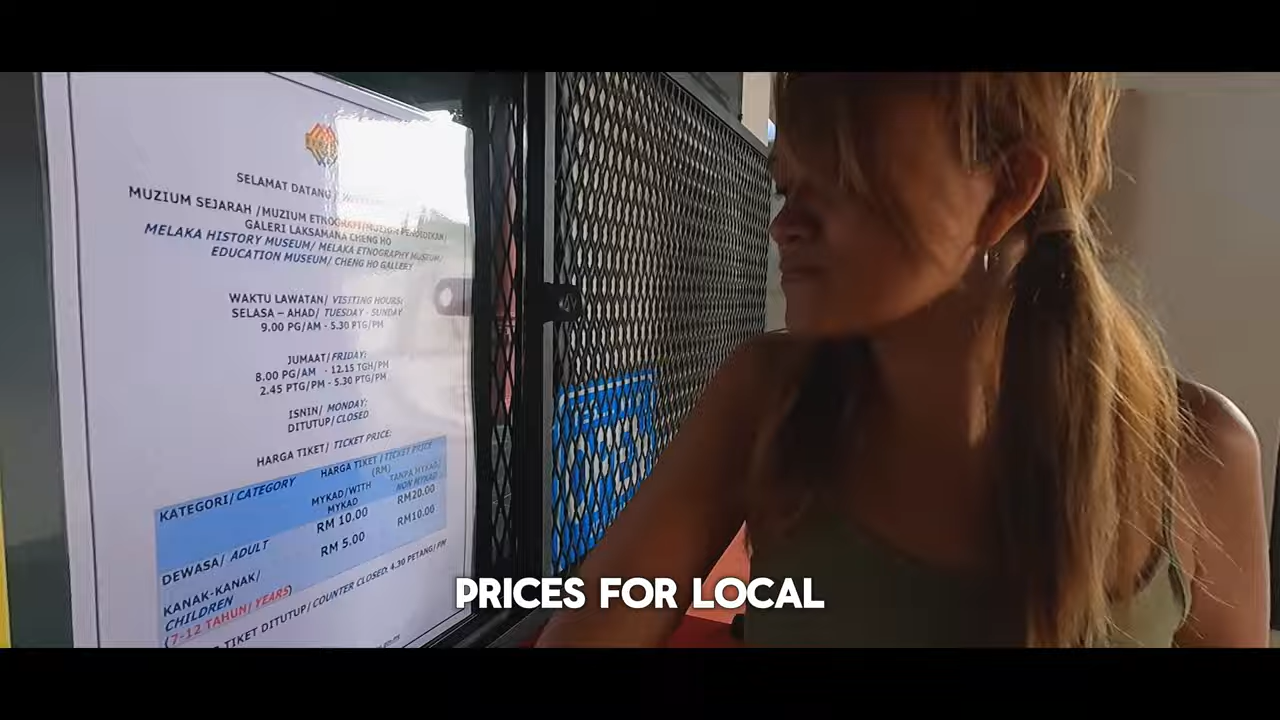 SELAMAT DATANG /
MUZIUM SEJARAH /MUZIUM ETNOGRAFI/MUZIUM PENDIDIKAN/
GALERI LAKSAMANA CHENG HO
MELAKA HISTORY MUSEUM/ MELAKA ETNOGRAPHY MUSEUM/
EDUCATION MUSEUM/ CHENG HO GALLERY
WAKTU LAWATAN/ VISITING HOURS:
SELASA – AHAD/ TUESDAY - SUNDAY
9.00 PG/AM - 5.30 PTG/PM
JUMAAT/FRIDAY:
8.00 PG/AM - 12.15 TGH/PM
2.45 PTG/PM - 5.30 PTG/PM
ISNIN/ MONDAY:
DITUTUP/CLOSED
HARGA TIKET/ TICKET PRICE:
KATEGORI/CATEGORY
HARGA TIKET / TICKET PRICE
(RM)
MYKAD/WITH MYKAD
TANPA MYKAD/ NON MYKAD
DEWASA/ ADULT RM 10.00 RM20.00
KANAK-KANAK/ RM 5.00 RM10.00
CHILDREN
(7-12 TAHUN/ YEARS)
TIKET DITUTUP/COUNTER CLOSED: 4.30 PETANG/ PM
PRICES FOR LOCAL